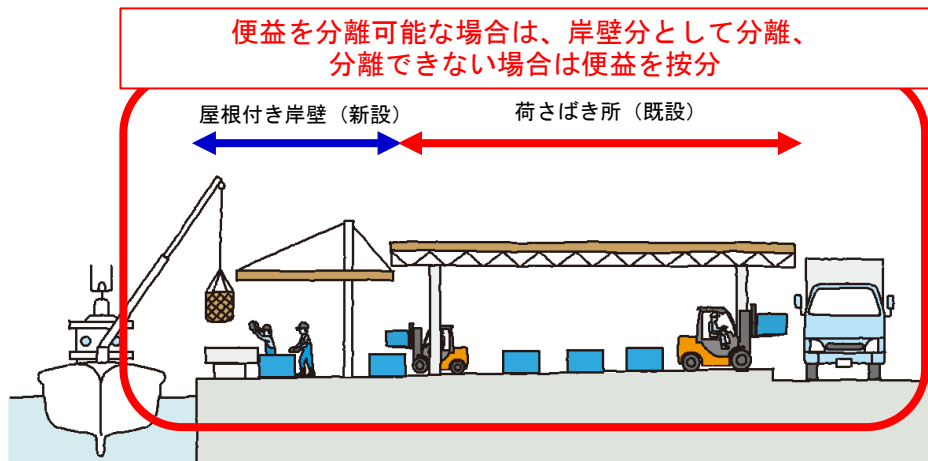 便益を分離可能な場合は、岸壁分として分離、
分離できない場合は便益を按分
屋根付き岸壁（新設）
荷さばき所（既設）